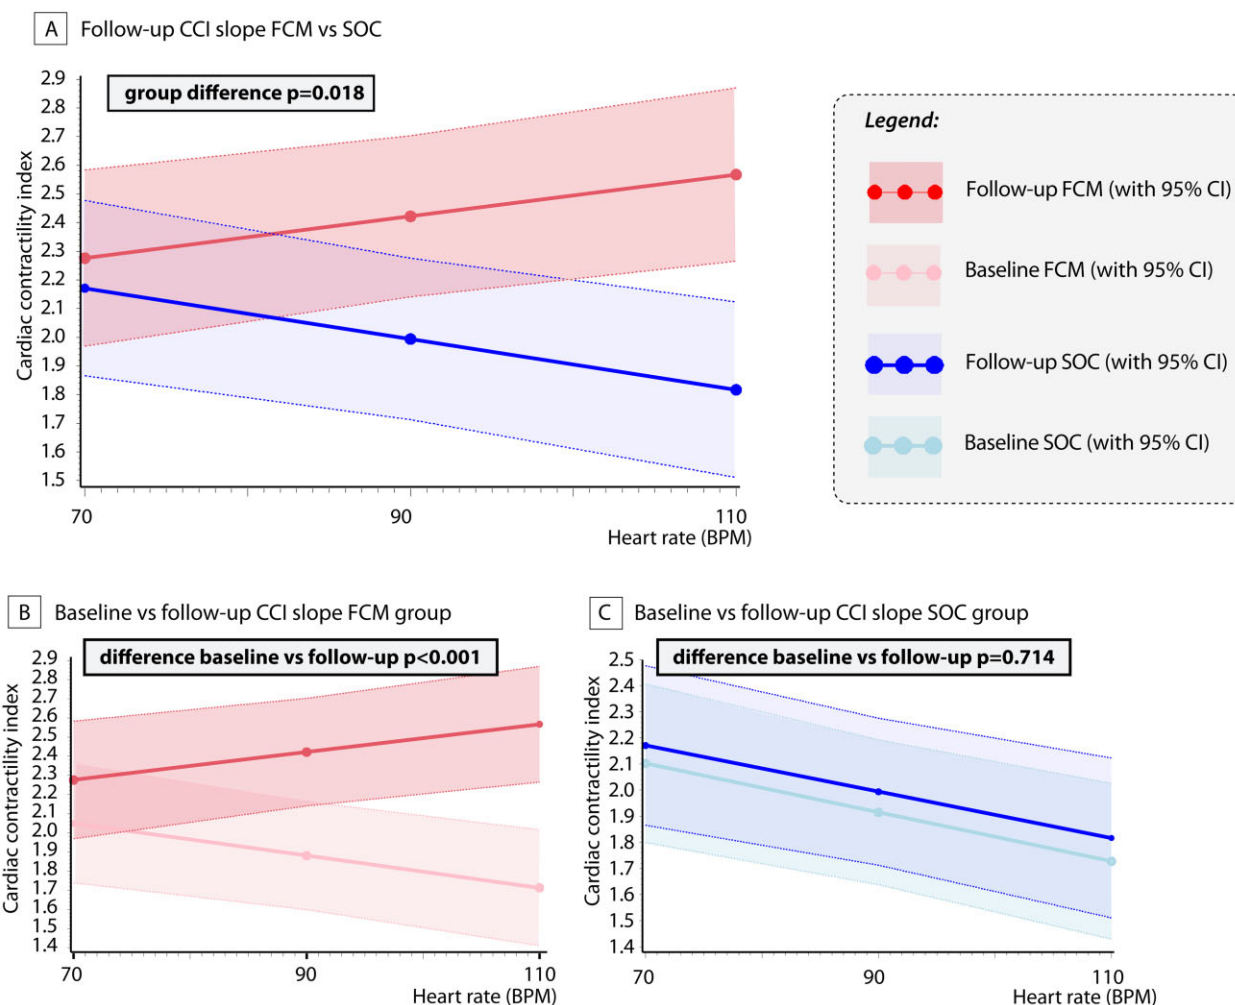 A Follow-up CCI slope FCM vs SOC
group difference p=0.018
Cardiac contractility index
2.9
2.8
2.7
2.6
2.5
2.4
2.3
2.2
2.1
2.0
1.9
1.8
1.7
1.6
1.5
70 90 110
Heart rate (BPM)
Legend:
Follow-up FCM (with 95% CI)
Baseline FCM (with 95% CI)
Follow-up SOC (with 95% CI)
Baseline SOC (with 95% CI)
B Baseline vs follow-up CCI slope FCM group
difference baseline vs follow-up p<0.001
Cardiac contractility index
2.9
2.8
2.7
2.6
2.5
2.4
2.3
2.2
2.1
2.0
1.9
1.8
1.7
1.6
1.5
1.4
70 90 110
Heart rate (BPM)
C Baseline vs follow-up CCI slope SOC group
difference baseline vs follow-up p=0.714
Cardiac contractility index
2.5
2.4
2.3
2.2
2.1
2.0
1.9
1.8
1.7
1.6
1.5
1.4
70 90 110
Heart rate (BPM)